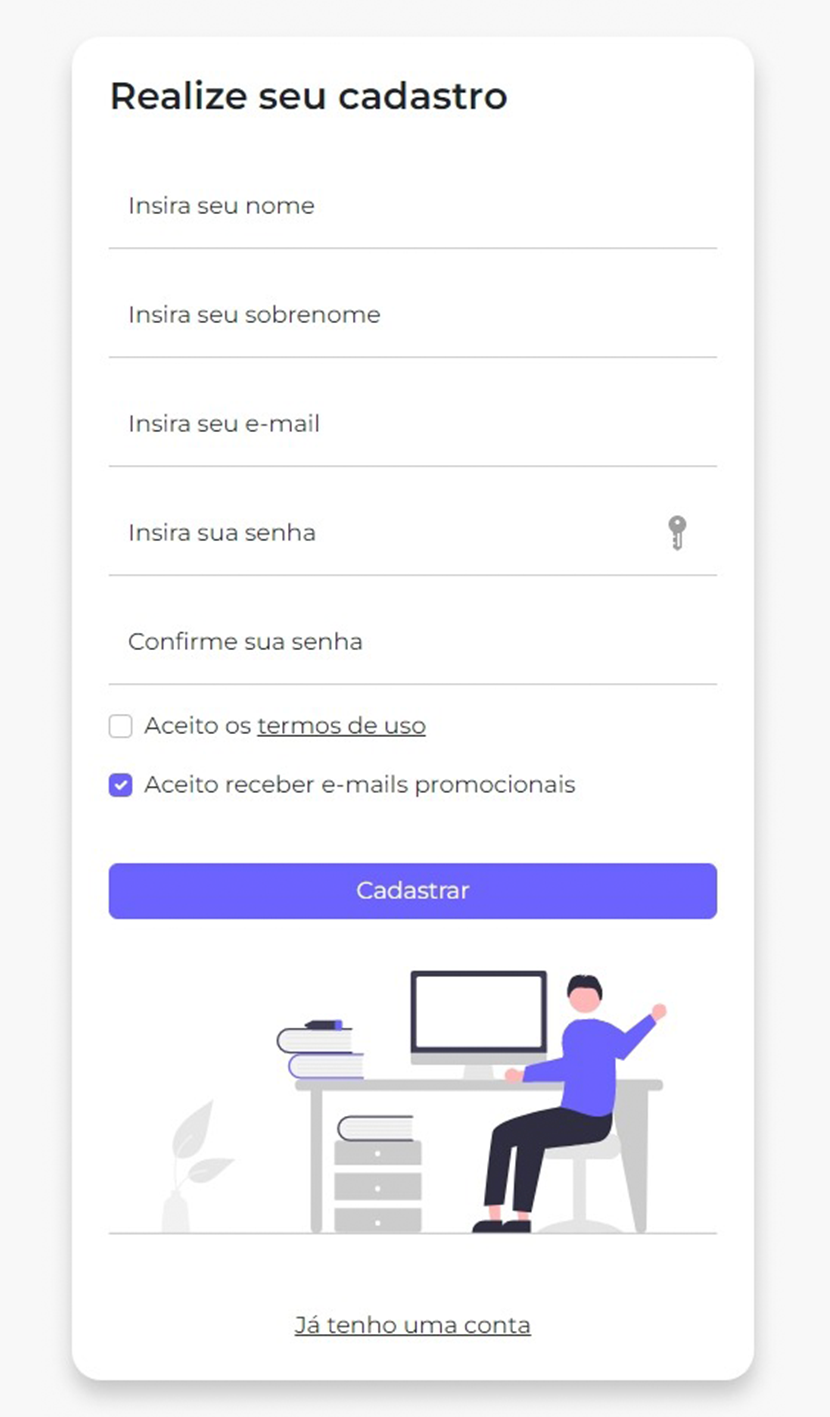 Realize seu cadastro
Insira seu nome
Insira seu sobrenome
Insira seu e-mail
Insira sua senha
Confirme sua senha
Aceito os termos de uso
Aceito receber e-mails promocionais
Cadastrar
Já tenho uma conta